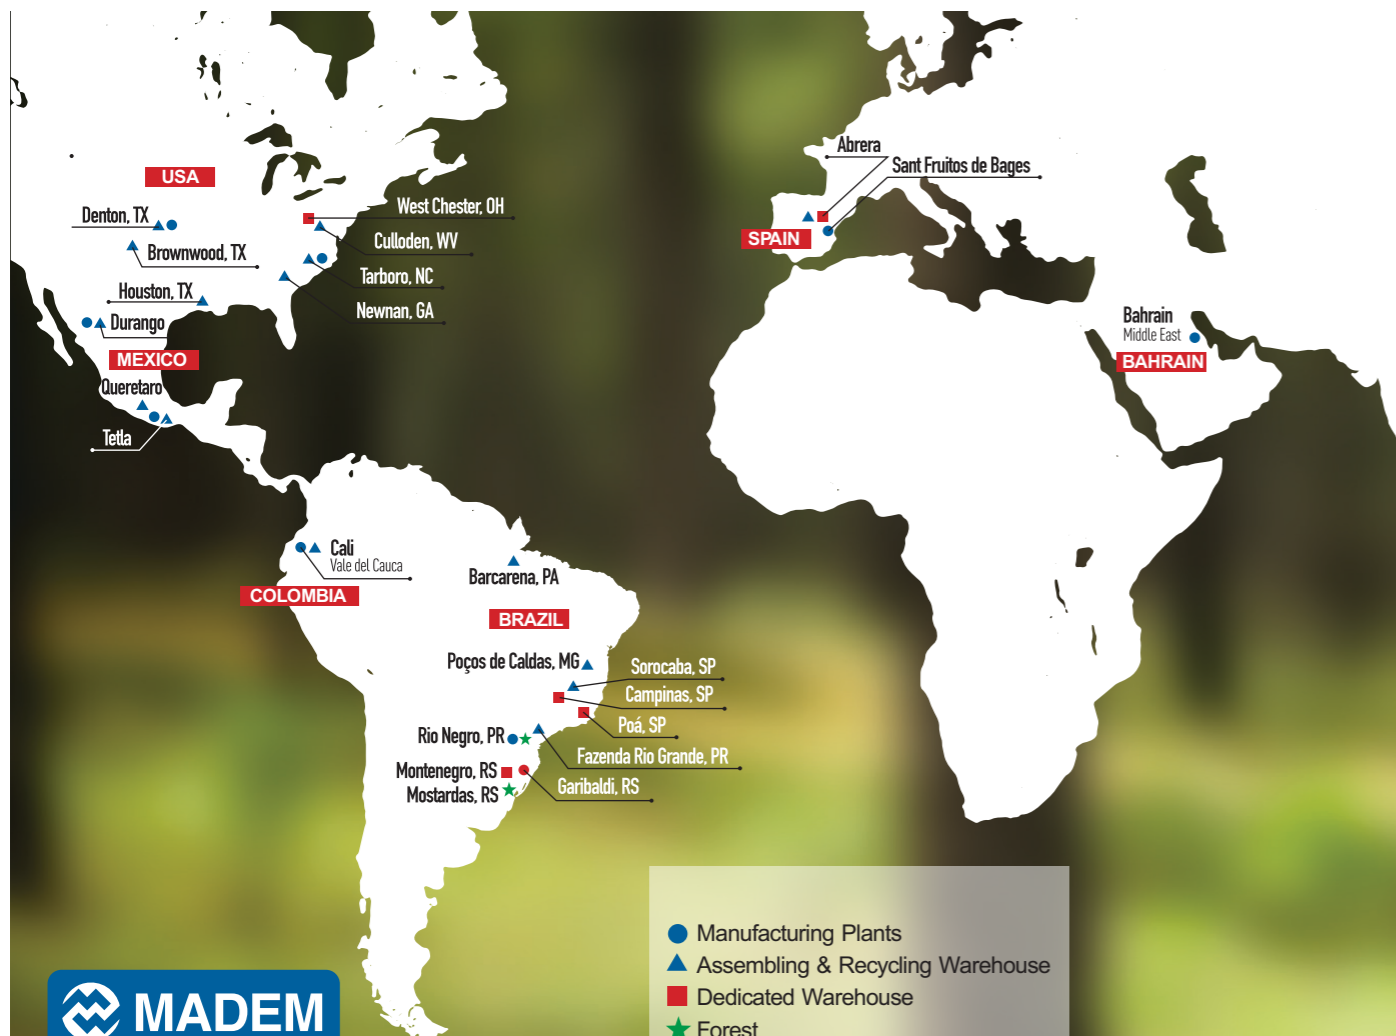 USA
Denton, TX
Brownwood, TX
Houston, TX
Durango
MEXICO
Queretaro
Tetla
West Chester, OH
Culloden, WV
Tarboro, NC
Newnan, GA
Abrera
Sant Fruitos de Bages
SPAIN
Bahrain
Middle East
BAHRAIN
Cali
Vale del Cauca
COLOMBIA
Barcarena, PA
BRAZIL
Poços de Caldas, MG
Sorocaba, SP
Campinas, SP
Poá, SP
Rio Negro, PR
Fazenda Rio Grande, PR
Montenegro, RS
Garibaldi, RS
Mostardas, RS
Manufacturing Plants
Assembling & Recycling Warehouse
Dedicated Warehouse
Forest
MADEM